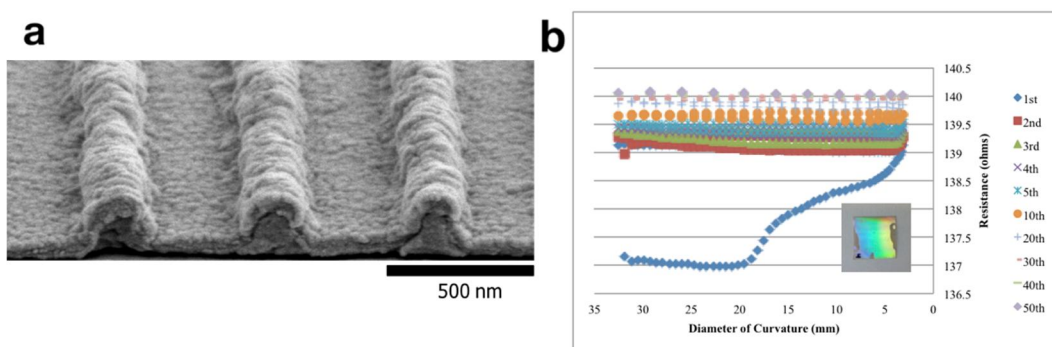 a
500 nm
b
140.5
140
139.5
139
138.5
138
137.5
137
136.5
Resistance (ohms)
35 30 25 20 15 10 5 0
Diameter of Curvature (mm)
1st
2nd
3rd
4th
5th
10th
20th
30th
40th
50th